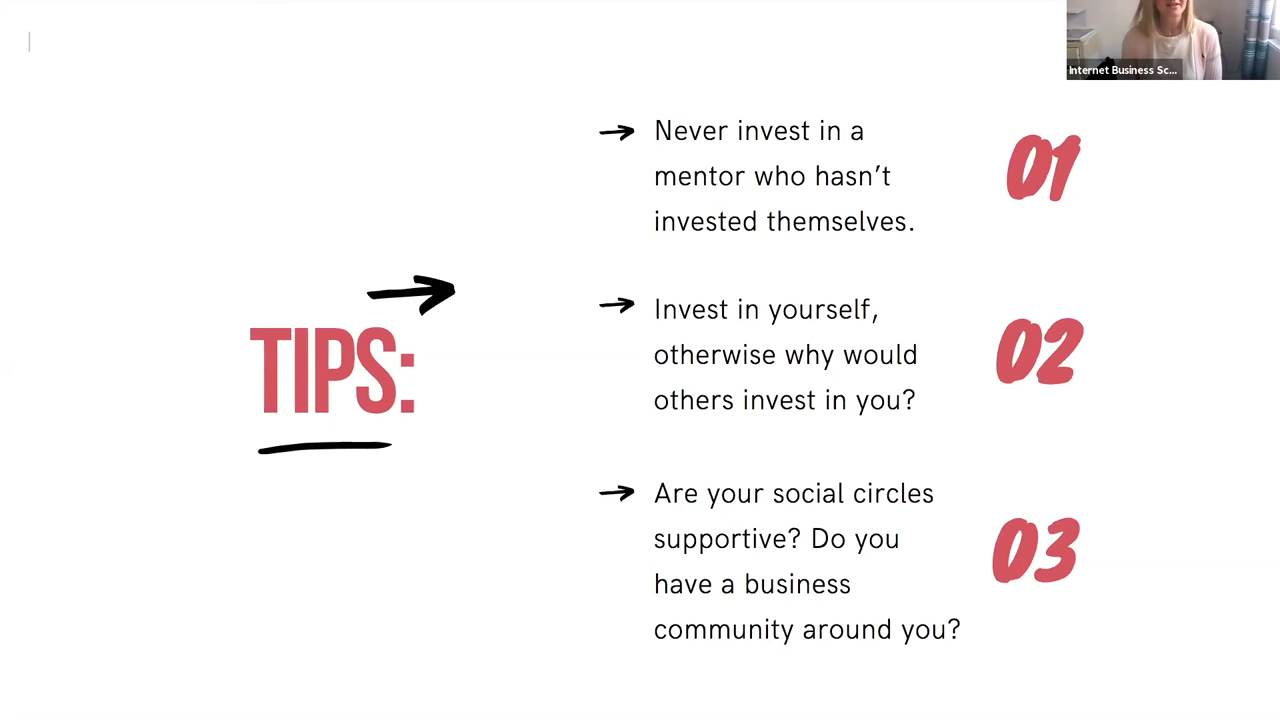 Internet Business Sc...
Never invest in a
mentor who hasn’t
invested themselves.
01
TIPS:
Invest in yourself,
otherwise why would
others invest in you?
02
Are your social circles
supportive? Do you
have a business
community around you?
03